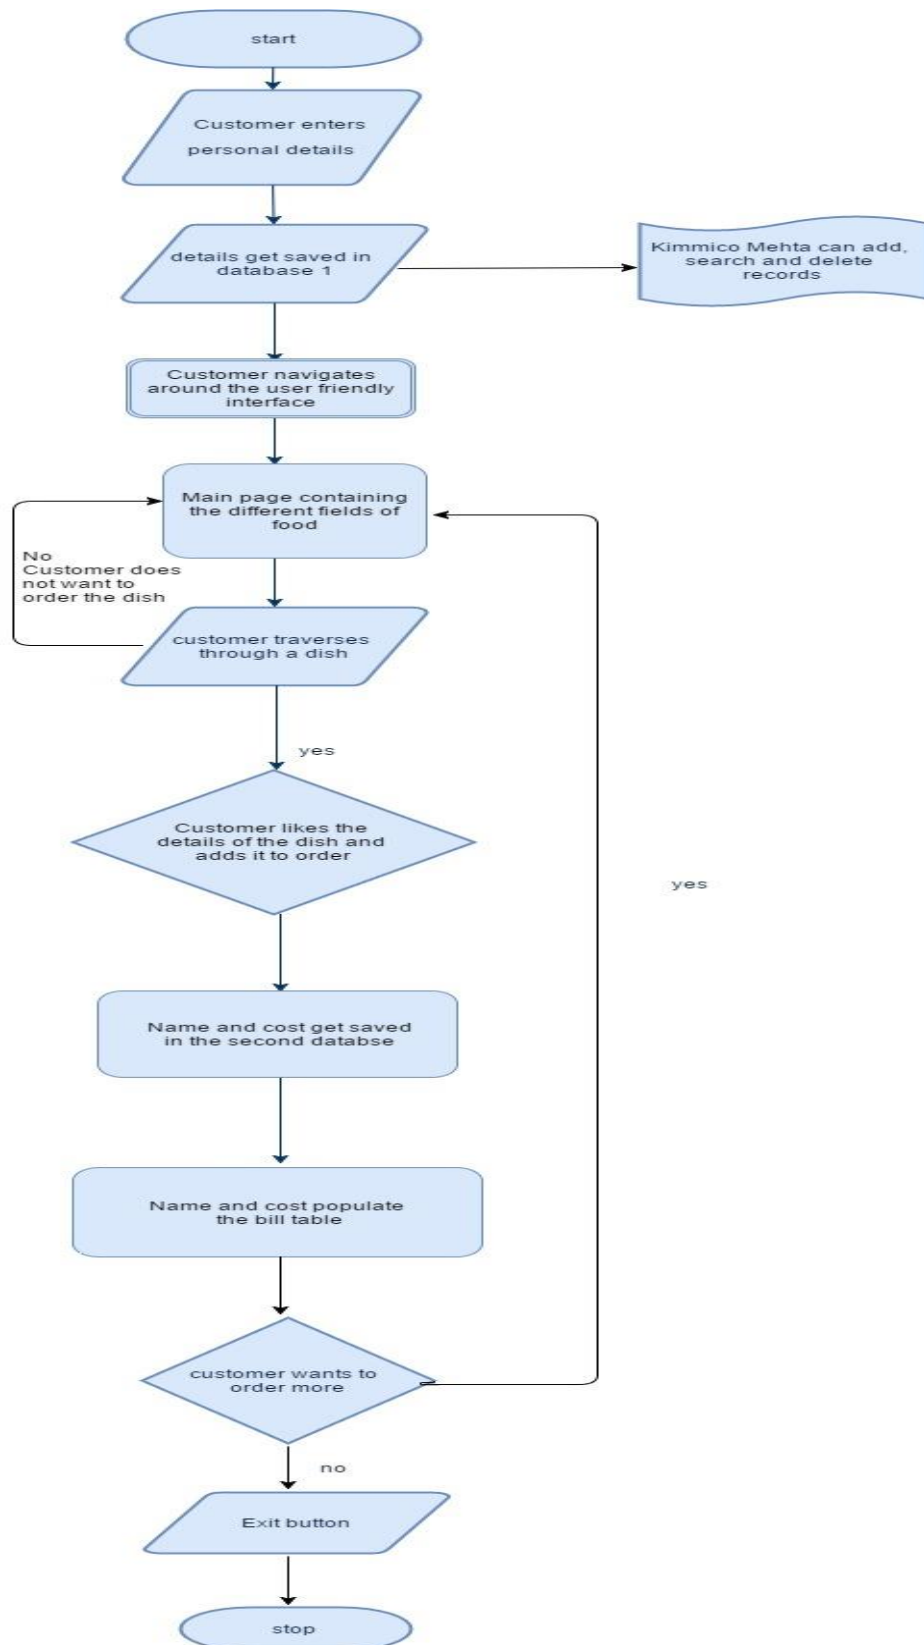 start
Customer enters
personal details
details get saved in
database 1
Kimmico Mehta can add,
search and delete
records
Customer navigates
around the user friendly
interface
Main page containing
the different fields of
food
No
Customer does
not want to
order the dish
customer traverses
through a dish
yes
Customer likes the
details of the dish and
adds it to order
yes
Name and cost get saved
in the second databse
Name and cost populate
the bill table
customer wants to
order more
no
Exit button
stop